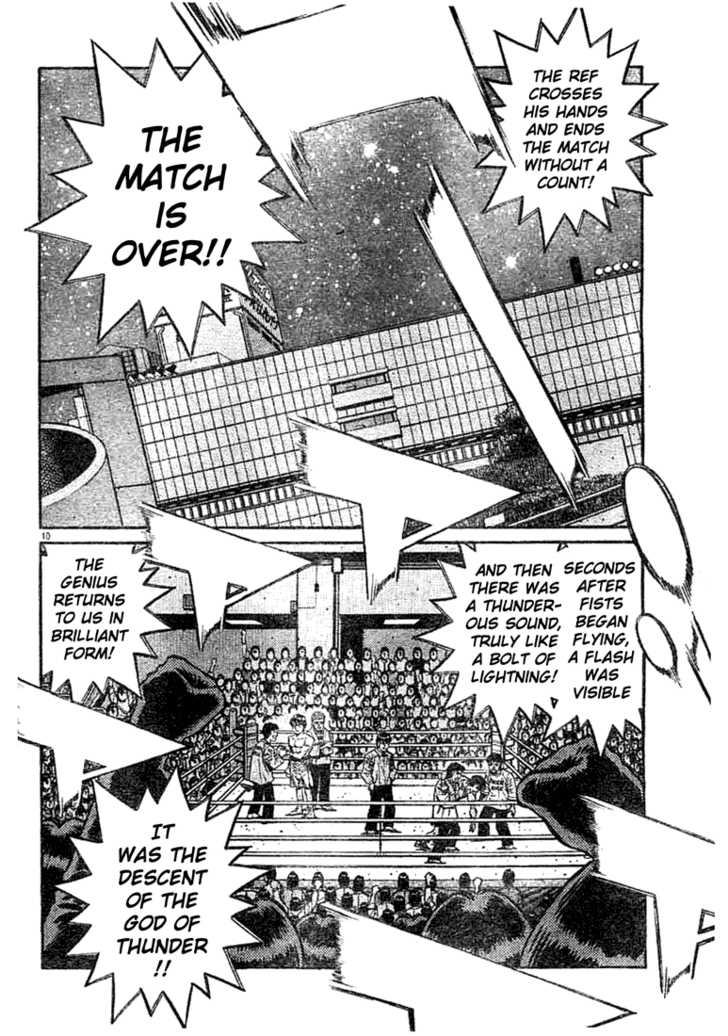 THE REF
CROSSES
HIS HANDS
AND ENDS
THE MATCH
WITHOUT A
COUNT!
THE
MATCH
IS
OVER!!
10
SECONDS
AFTER
FISTS
BEGAN
FLYING,
A FLASH
WAS
VISIBLE
AND THEN
THERE WAS
A THUNDER-
OUS SOUND,
TRULY LIKE
A BOLT OF
LIGHTNING!
THE
GENIUS
RETURNS
TO US IN
BRILLIANT
FORM!
IT
WAS THE
DESCENT
OF THE
GOD OF
THUNDER
!!